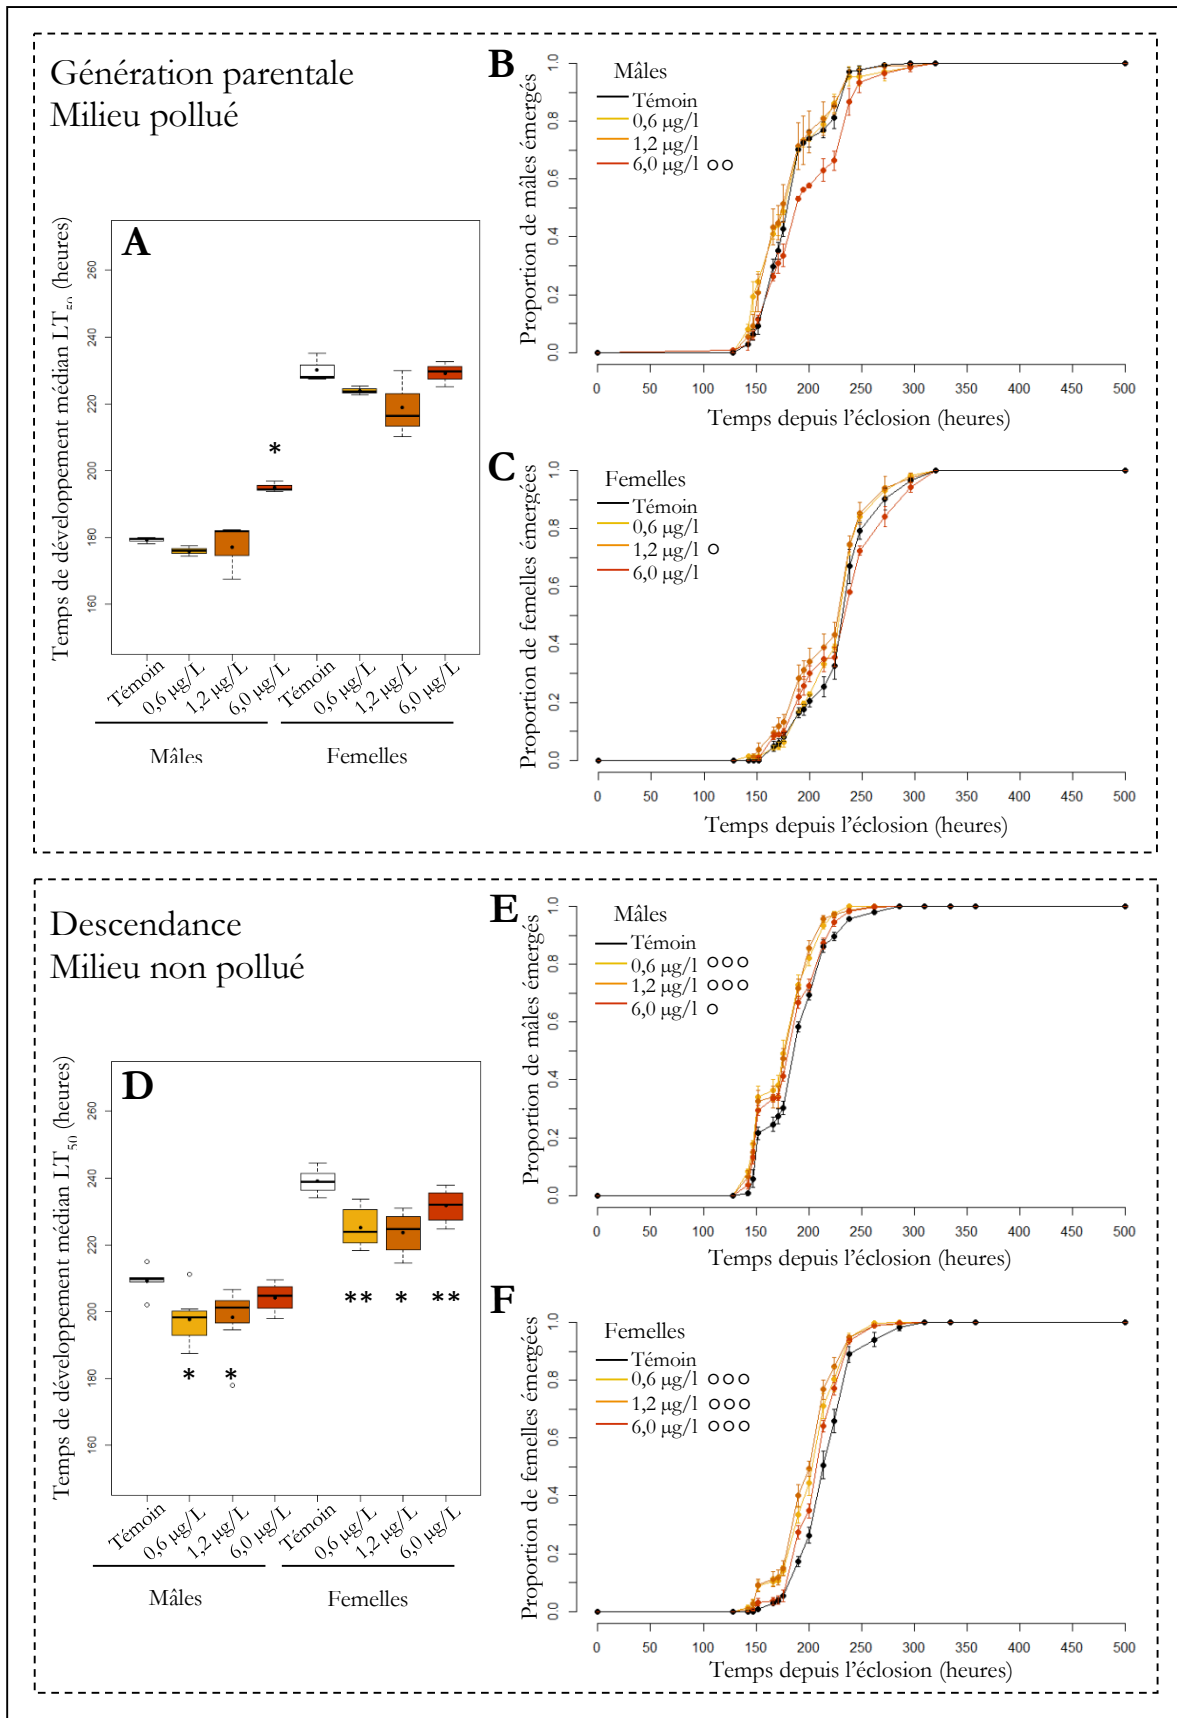 Génération parentale
Milieu pollué
A
Temps de développement médian LT50 (heures)
260
240
220
200
180
160
*
Témoin
0,6 µg/L
1,2 µg/L
6,0 µg/L
Témoin
0,6 µg/L
1,2 µg/L
6,0 µg/L
Mâles
Femelles
B
Proportion de mâles émergés
1.0
0.8
0.6
0.4
0.2
0.0
Mâles
Témoin
0,6 µg/l
1,2 µg/l
6,0 µg/l ○○
0 50 100 150 200 250 300 350 400 450 500
Temps depuis l’éclosion (heures)
C
Proportion de femelles émergées
1.0
0.8
0.6
0.4
0.2
0.0
Femelles
Témoin
0,6 µg/l
1,2 µg/l ○
6,0 µg/l
0 50 100 150 200 250 300 350 400 450 500
Temps depuis l’éclosion (heures)
Descendance
Milieu non pollué
D
Temps de développement médian LT50 (heures)
260
240
220
200
180
160
* * ** * **
Témoin
0,6 µg/L
1,2 µg/L
6,0 µg/L
Témoin
0,6 µg/L
1,2 µg/L
6,0 µg/L
Mâles
Femelles
E
Proportion de mâles émergés
1.0
0.8
0.6
0.4
0.2
0.0
Mâles
Témoin
0,6 µg/l ○○○
1,2 µg/l ○○○
6,0 µg/l ○
0 50 100 150 200 250 300 350 400 450 500
Temps depuis l’éclosion (heures)
F
Proportion de femelles émergées
1.0
0.8
0.6
0.4
0.2
0.0
Femelles
Témoin
0,6 µg/l ○○○
1,2 µg/l ○○○
6,0 µg/l ○○○
0 50 100 150 200 250 300 350 400 450 500
Temps depuis l’éclosion (heures)